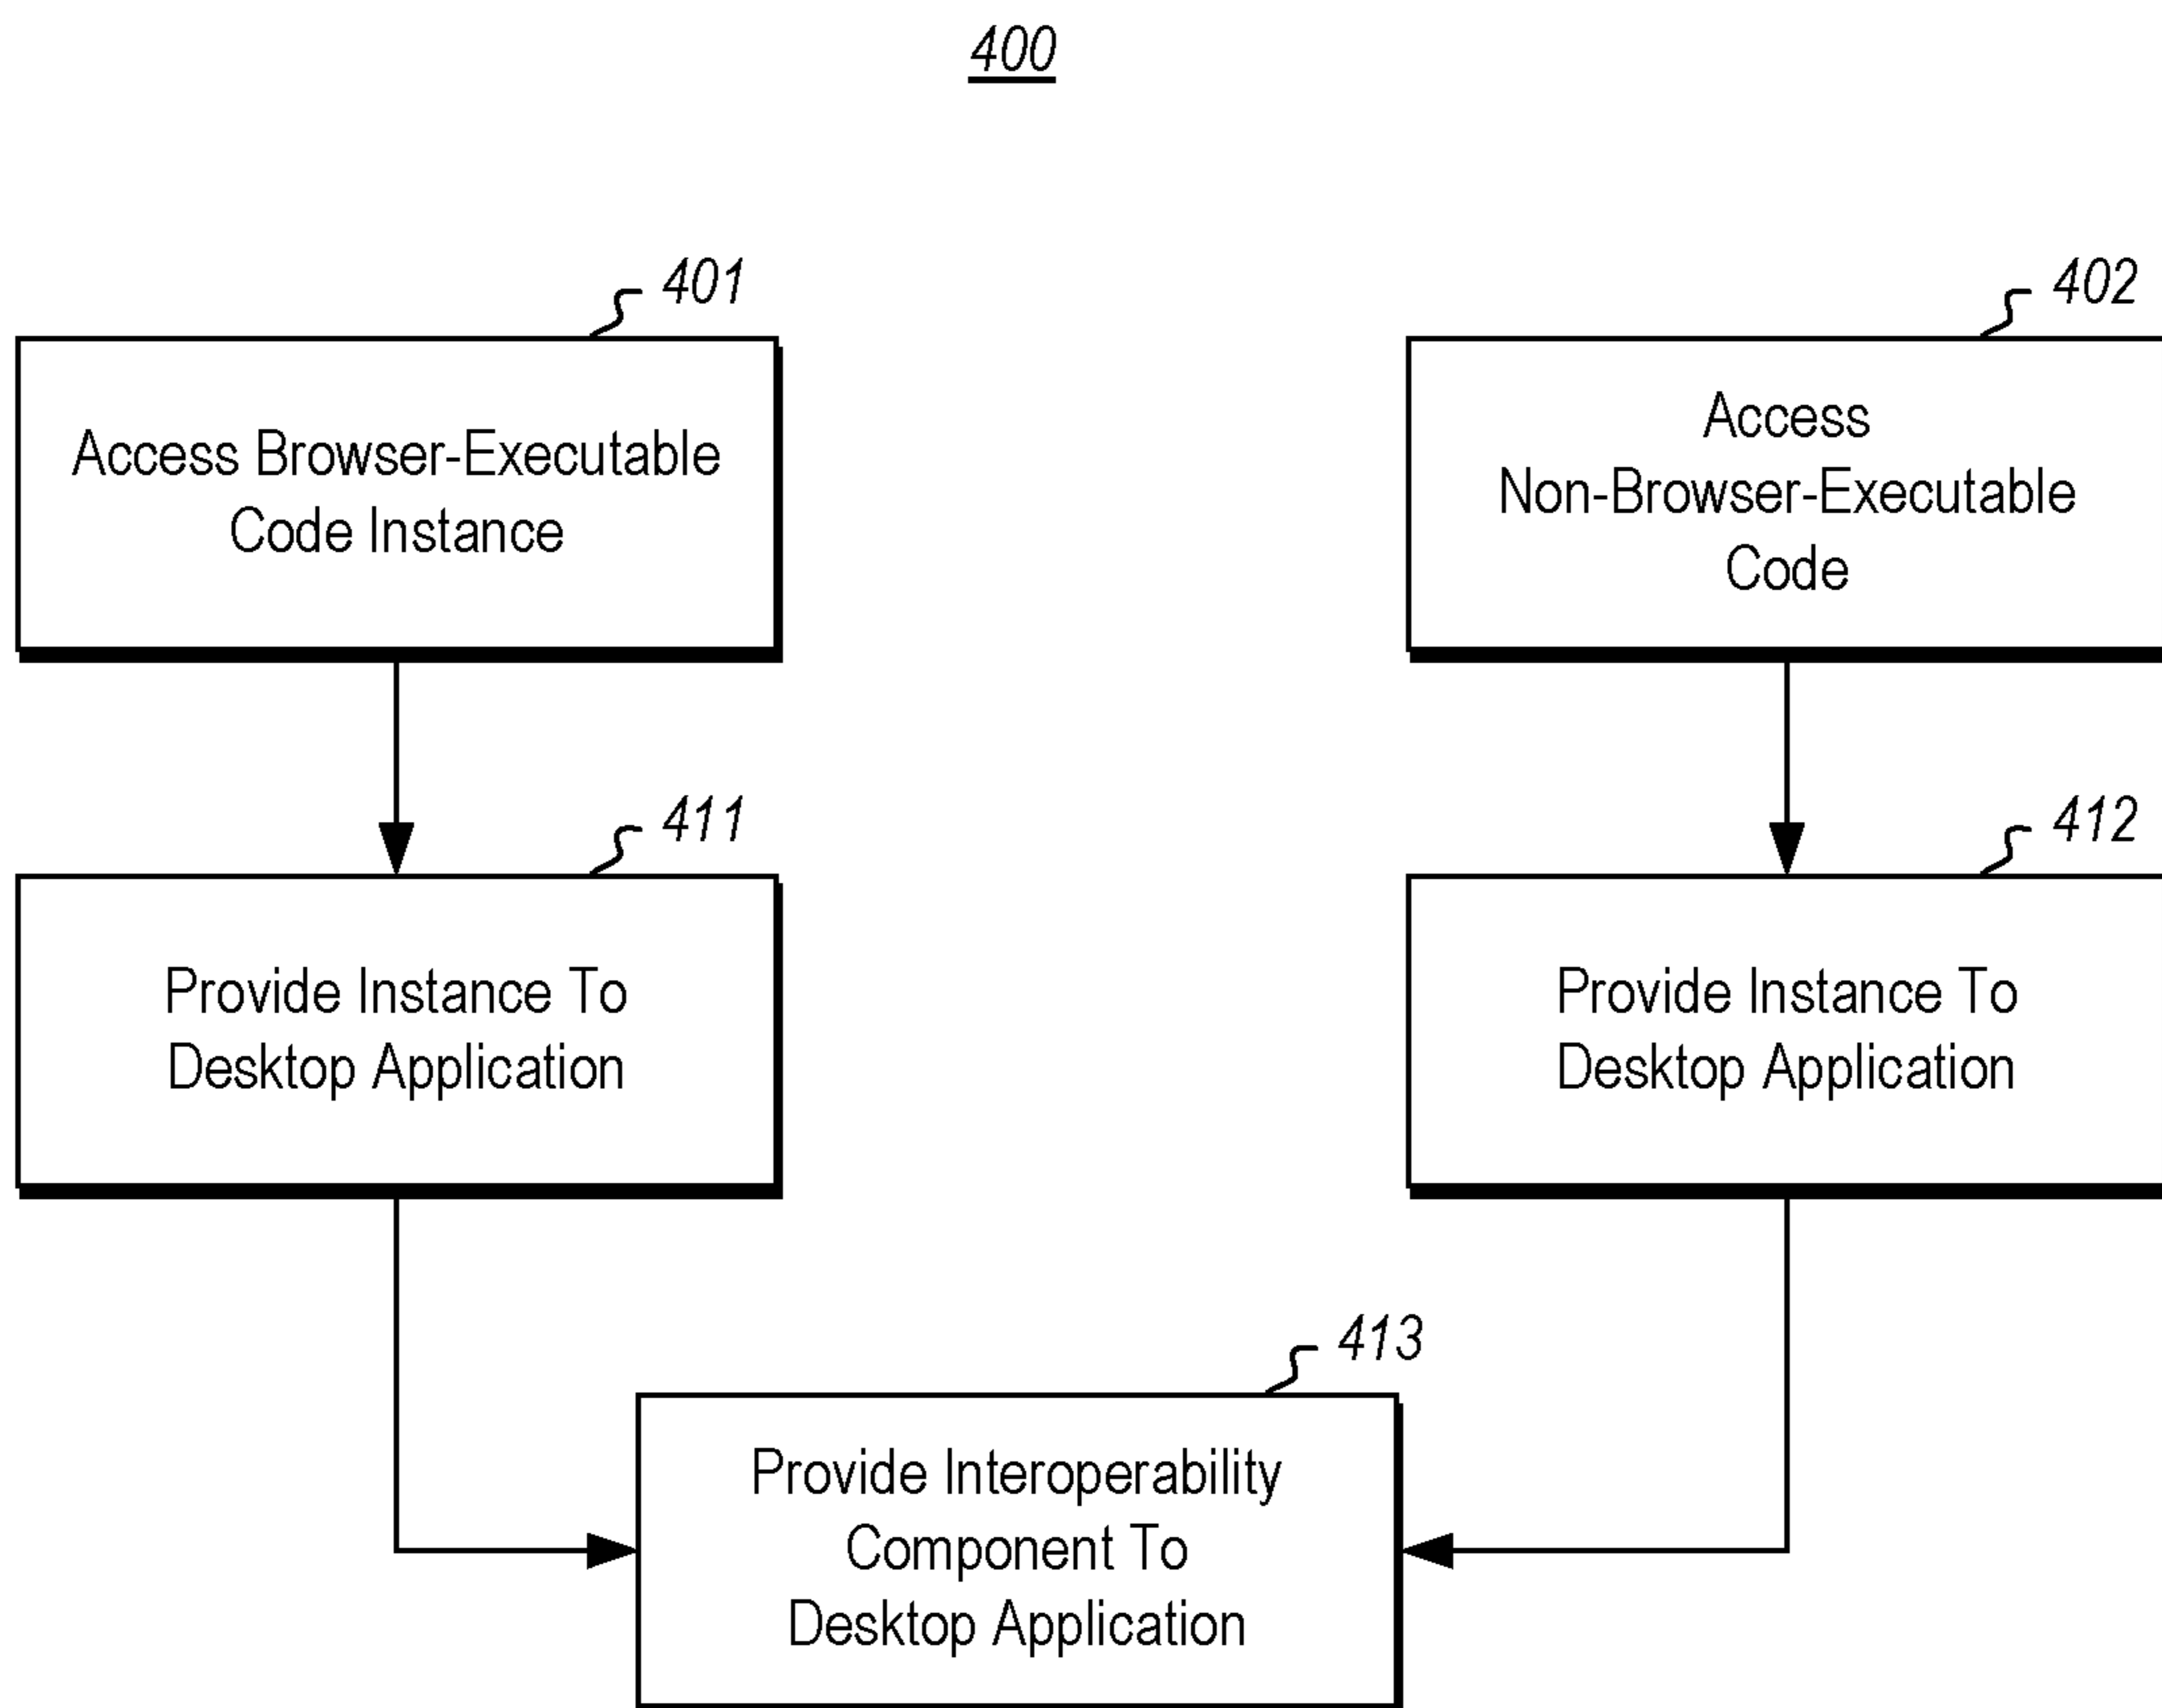 400
401
Access Browser-Executable
Code Instance
402
Access
Non-Browser-Executable
Code
411
Provide Instance To
Desktop Application
412
Provide Instance To
Desktop Application
413
Provide Interoperability
Component To
Desktop Application